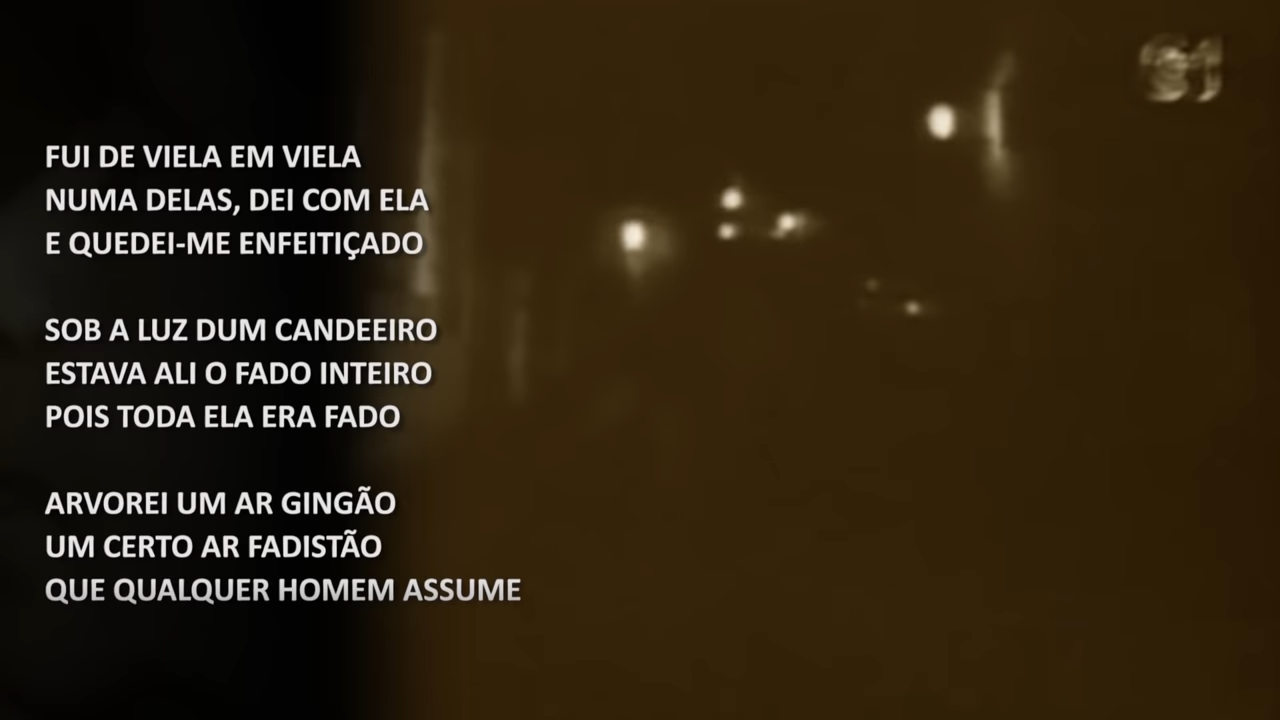 FUI DE VIELA EM VIELA
NUMA DELAS, DEI COM ELA
E QUEDEI-ME ENFEITIÇADO
SOB A LUZ DUM CANDEEIRO
ESTAVA ALI O FADO INTEIRO
POIS TODA ELA ERA FADO
ARVOREI UM AR GINGÃO
UM CERTO AR FADISTÃO
QUE QUALQUER HOMEM ASSUME